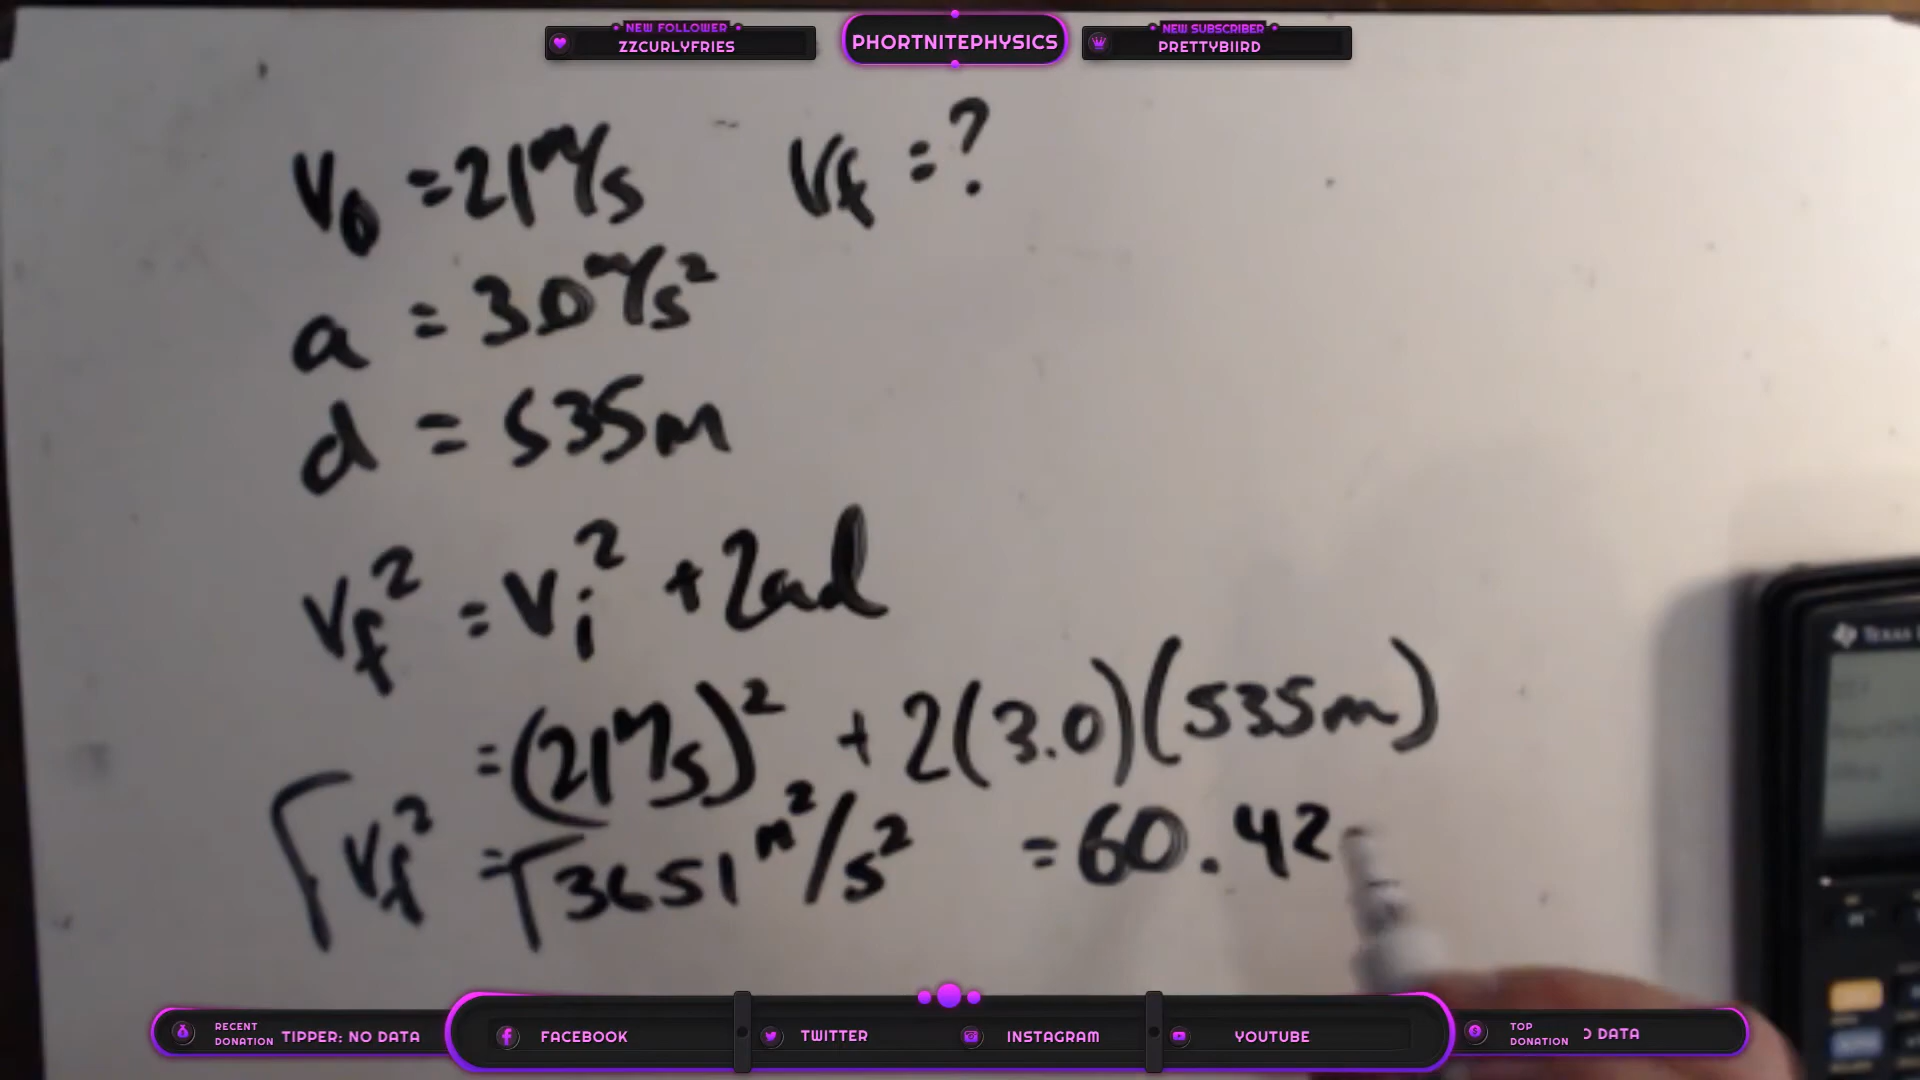 NEW FOLLOWER
ZZCURLYFRIES
PHORTNITEPHYSICS
NEW SUBSCRIBER
PRETTYBIIRD
V₀ = 21 m/s    Vf = ?
a = 3.0 m/s²
d = 535m
Vf² = Vi² + 2ad
= (21 m/s)² + 2(3.0)(535m)
√Vf² = √3651 m²/s² = 60.42
TEXAS
RECENT DONATION
TIPPER: NO DATA
FACEBOOK
TWITTER
INSTAGRAM
YOUTUBE
TOP DONATION
DATA